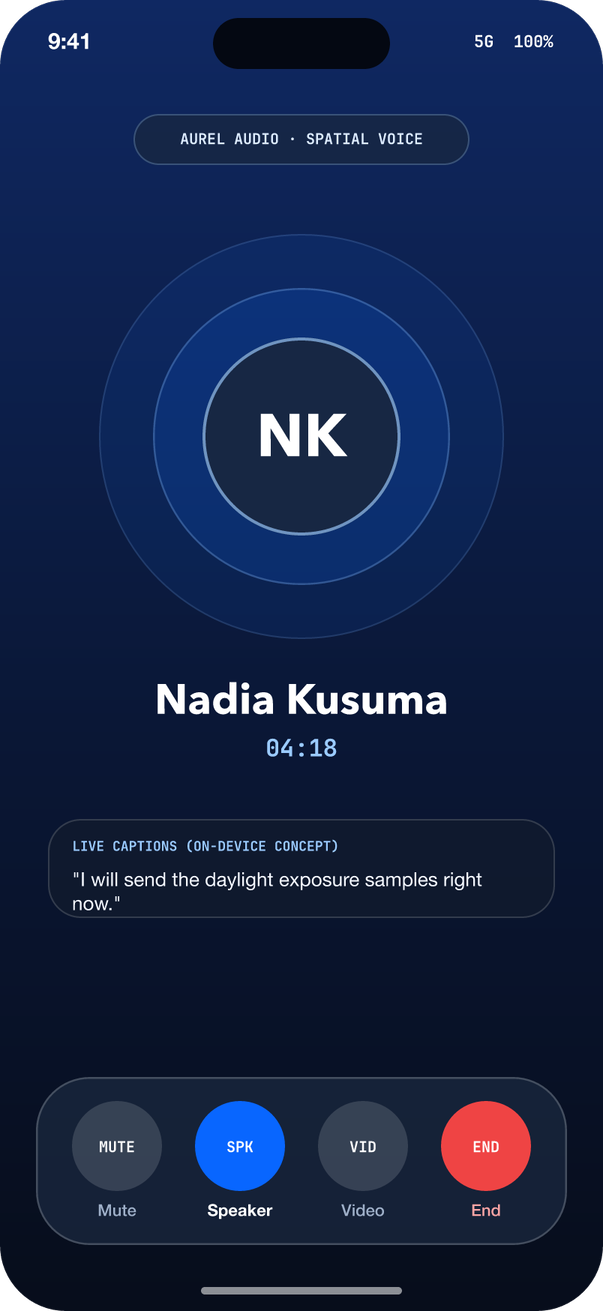 9:41
5G 100%
AUREL AUDIO · SPATIAL VOICE
NK
Nadia Kusuma
04:18
LIVE CAPTIONS (ON-DEVICE CONCEPT)
"I will send the daylight exposure samples right
now."
MUTE SPK VID END
Mute Speaker Video End